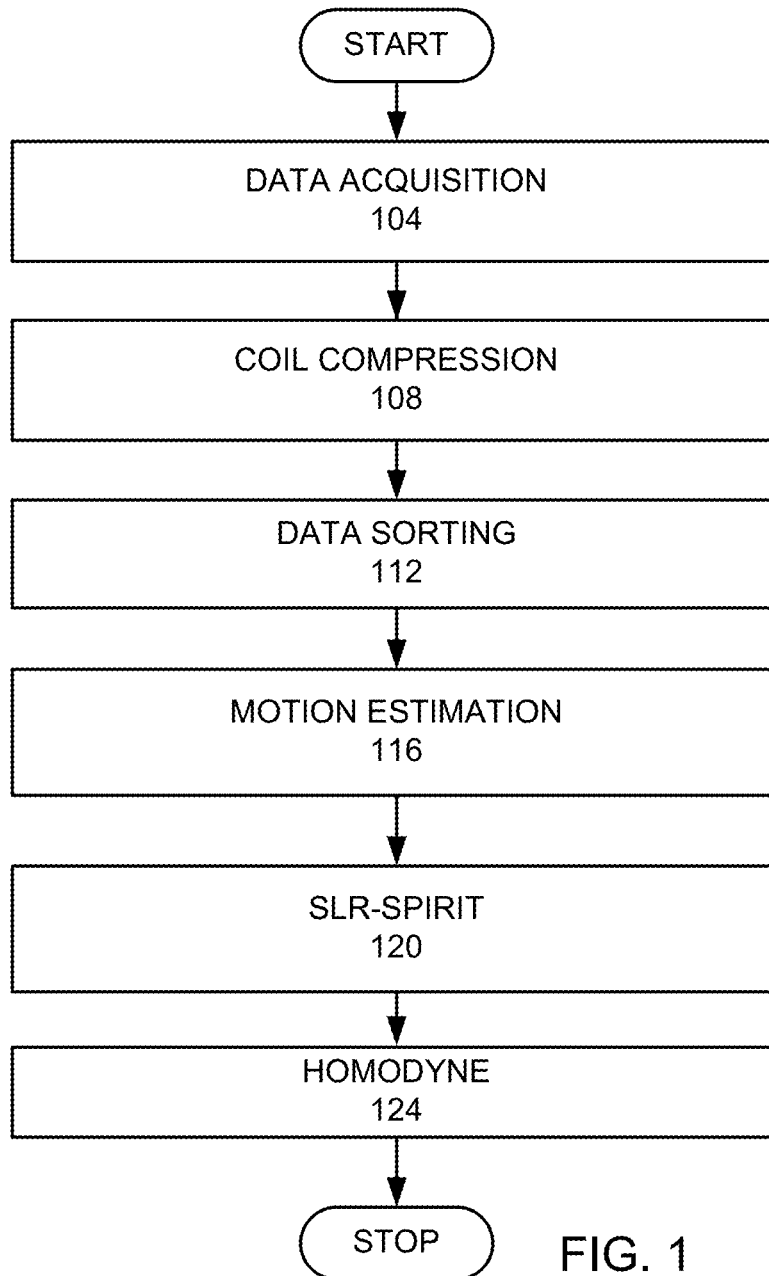 START
DATA ACQUISITION
104
COIL COMPRESSION
108
DATA SORTING
112
MOTION ESTIMATION
116
SLR-SPIRIT
120
HOMODYNE
124
STOP
FIG. 1